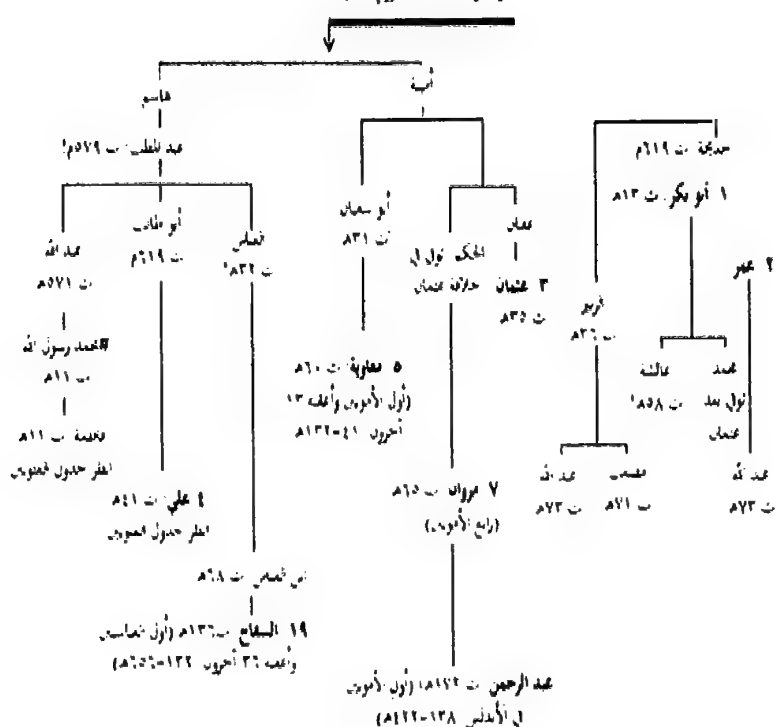 أمية
هاشم
عبد المطلب: ت ٥٧٩م!
خديجة ت ٦١٩م
١ أبو بكر: ت ١٣هـ
٢ عمر
عفان
٣ عثمان
ت ٣٥هـ
الحكم تولى في
خلافة عثمان
أبو سفيان
ت ٣١هـ
العباس
ت ٣٢هـ؟
أبو طالب
ت ٦١٩م
عبد الله
ت ٥٧١م
#محمد رسول الله
ت ١١هـ
فاطمة ت ١١هـ
انظر جدول العلويين
الزبير
ت ٣٦هـ
محمد
تولى بعد
عثمان
عائشة
ت ٥٨هـ؟
٥ معاوية: ت ٦٠هـ
(أول الأمويين وأعقبه ١٣
آخرون ٤١-١٣٢هـ
عبد الله
ت ٧٣هـ
مصعب
ت ٧١هـ
عبد الله
ت ٧٣هـ
٤ علي: ت ٤١هـ
انظر جدول العلويين
٧ مروان ت ٦٥هـ
(رابع الأمويين)
ابن العباس ت ٦٨هـ
١٩ السفاح ت ١٣٦هـ (أول العباسيين
وأعقبه ٣٦ آخرون ١٣٢-٦٥٦هـ)
عبد الرحمن ت ١٧٢هـ (أول الأمويين
في الأندلس ١٣٨-٤٢٢هـ)